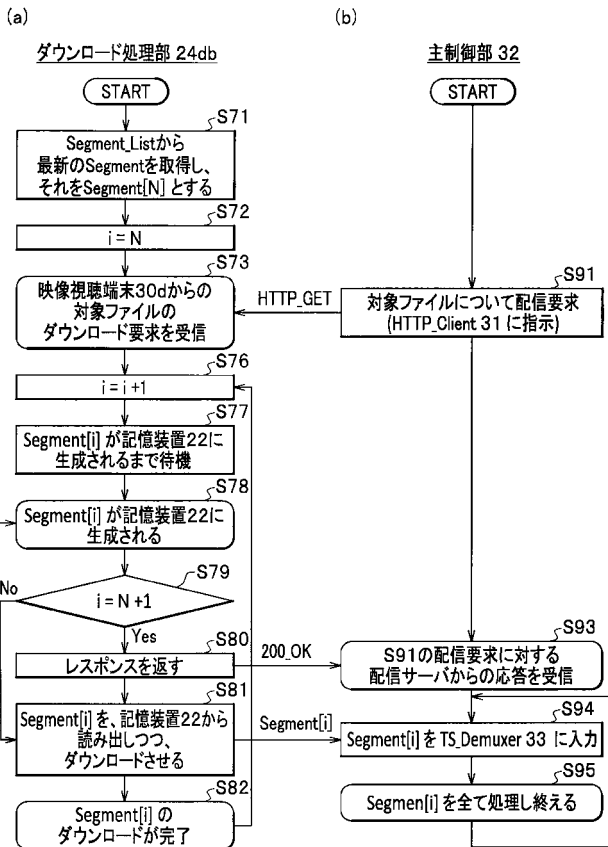 (a)
ダウンロード処理部 24db
START
S71
Segment_Listから
最新のSegmentを取得し、
それをSegment[N] とする
S72
i = N
S73
映像視聴端末30dからの
対象ファイルの
ダウンロード要求を受信
S76
i = i +1
S77
Segment[i] が記憶装置22に
生成されるまで待機
S78
Segment[i] が記憶装置22に
生成される
S79
i = N +1
No
Yes
S80
レスポンスを返す
S81
Segment[i] を、記憶装置22から
読み出しつつ、
ダウンロードさせる
S82
Segment[i] の
ダウンロードが完了
HTTP_GET
200_OK
Segment[i]
(b)
主制御部 32
START
S91
対象ファイルについて配信要求
(HTTP_Client 31 に指示)
S93
S91の配信要求に対する
配信サーバからの応答を受信
S94
Segment[i] を TS_Demuxer 33 に入力
S95
Segmen[i] を全て処理し終える